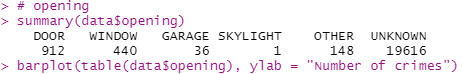 > # opening
> summary(data$opening)
DOOR WINDOW GARAGE SKYLIGHT OTHER UNKNOWN
912 440 36 1 148 19616
> barplot(table(data$opening), ylab = "Number of crimes")